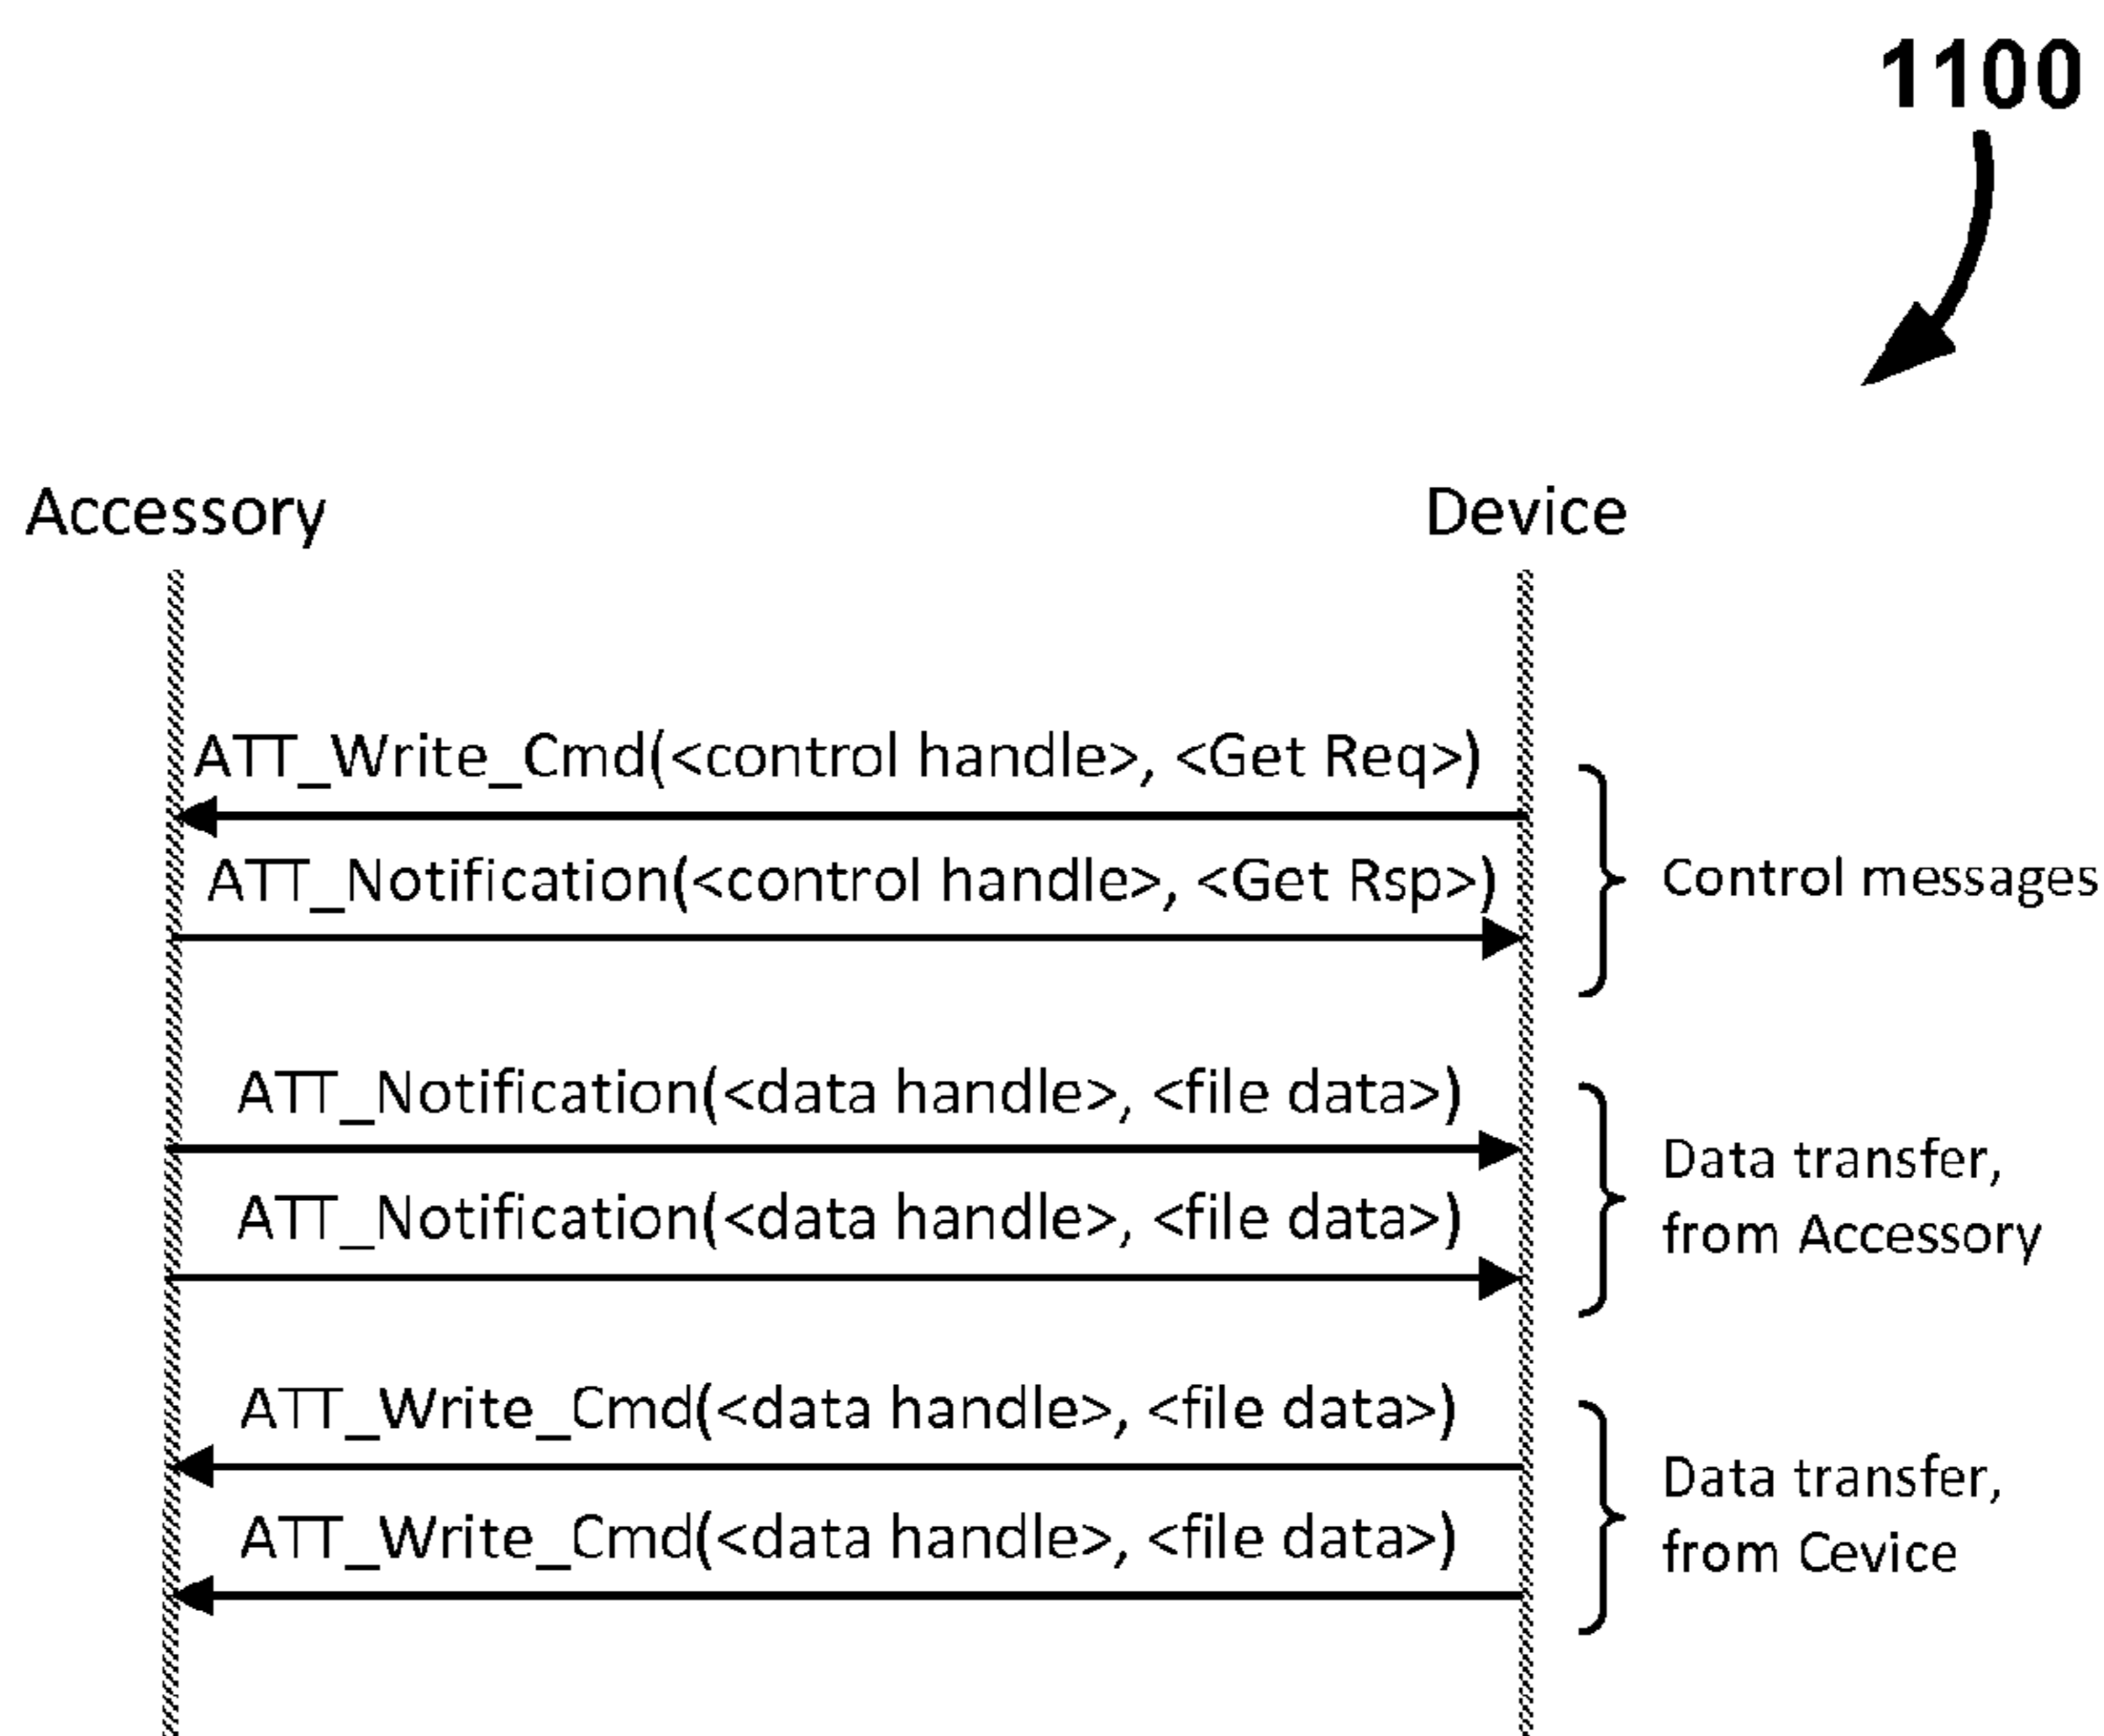 1100
Accessory
Device
ATT_Write_Cmd(<control handle>, <Get Req>)
ATT_Notification(<control handle>, <Get Rsp>)
Control messages
ATT_Notification(<data handle>, <file data>)
ATT_Notification(<data handle>, <file data>)
Data transfer,
from Accessory
ATT_Write_Cmd(<data handle>, <file data>)
ATT_Write_Cmd(<data handle>, <file data>)
Data transfer,
from Cevice